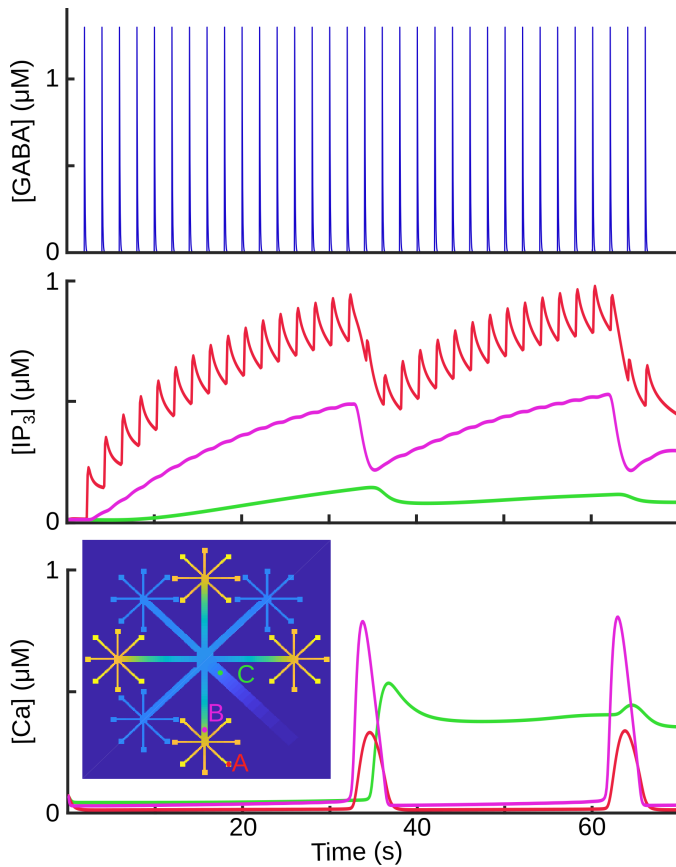 [GABA] (μM)
1
0
[IP3] (μM)
1
0
[Ca] (μM)
1
0
C
B
A
20
40
60
Time (s)